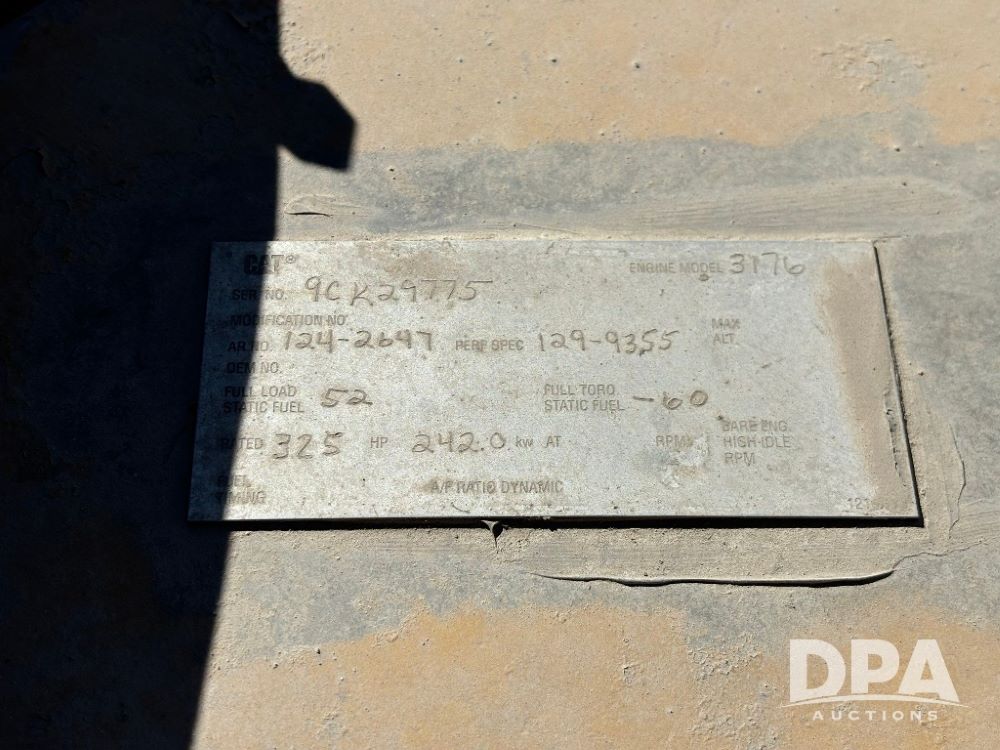 CAT® ENGINE MODEL 3176
SER. NO. 9CK29775
MODIFICATION NO.
AR. NO. 124-2697 PERF SPEC 129-9355 MAX ALT.
OEM NO.
FULL LOAD STATIC FUEL 52 FULL TORQ STATIC FUEL -60
RATED 325 HP 242.0 kw AT RPM BARE ENG. HIGH-IDLE RPM
FUEL TIMING A/F RATIO DYNAMIC
DPA
AUCTIONS